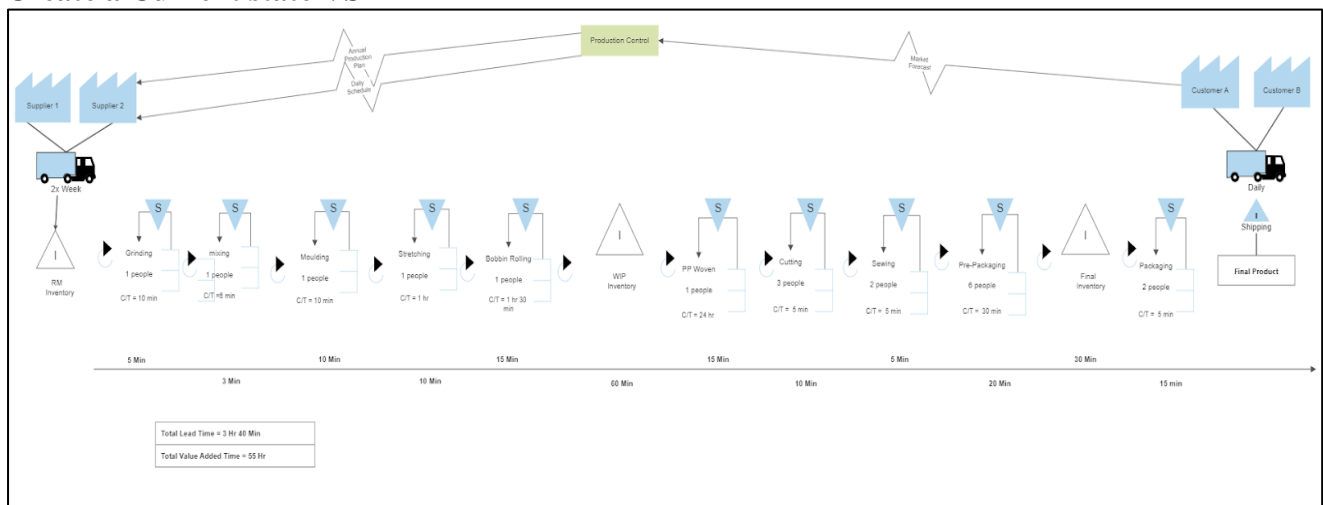 Production Control
Annual
Production
Plan
Daily
Schedule
Market
Forecast
Supplier 1
Supplier 2
Customer A
Customer B
2x Week
Daily
I
RM
Inventory
S
Grinding
1 people
C/T = 10 min
S
mixing
1 people
S
Moulding
1 people
C/T = 10 min
S
Stretching
1 people
C/T = 1 hr
S
Bobbin Rolling
1 people
C/T = 1 hr 30
min
I
WIP
Inventory
S
PP Woven
1 people
C/T = 24 hr
S
Cutting
3 people
C/T = 5 min
S
Sewing
2 people
C/T = 5 min
S
Pre-Packaging
6 people
C/T = 30 min
I
Final
Inventory
S
Packaging
2 people
C/T = 5 min
I
Shipping
Final Product
5 Min
3 Min
10 Min
10 Min
15 Min
60 Min
15 Min
10 Min
5 Min
20 Min
30 Min
15 min
Total Lead Time = 3 Hr 40 Min
Total Value Added Time = 55 Hr